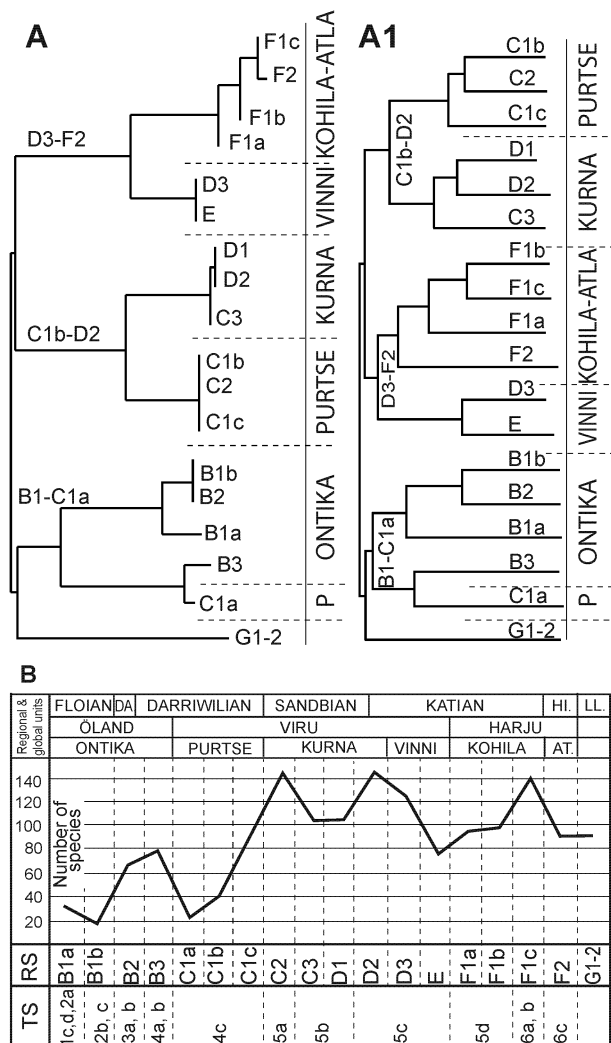 A
F1c
F2
F1b
F1a
D3-F2
D3
E
D1
D2
C3
C1b-D2
C1b
C2
C1c
B1b
B2
B1-C1a
B1a
B3
C1a
G1-2
KOHILA-ATLA
VINNI
KURNA
PURTSE
ONTIKA
P
A1
C1b
C2
C1c
C1b-D2
D1
D2
C3
F1b
F1c
F1a
F2
D3-F2
D3
E
B1b
B2
B1a
B1-C1a
B3
C1a
G1-2
PURTSE
KURNA
KOHILA-ATLA
VINNI
ONTIKA
P
B
Regional &
global units
FLOIAN DA. DARRIWILIAN SANDBIAN KATIAN HI. LL.
ÖLAND VIRU HARJU
ONTIKA PURTSE KURNA VINNI KOHILA AT.
Number of
species
140
120
100
80
60
40
20
RS B1a B1b B2 B3 C1a C1b C1c C2 C3 D1 D2 D3 E F1a F1b F1c F2 G1-2
TS 1c,d,2a 2b, c 3a, b 4a, b 4c 5a 5b 5c 5d 6a, b 6c